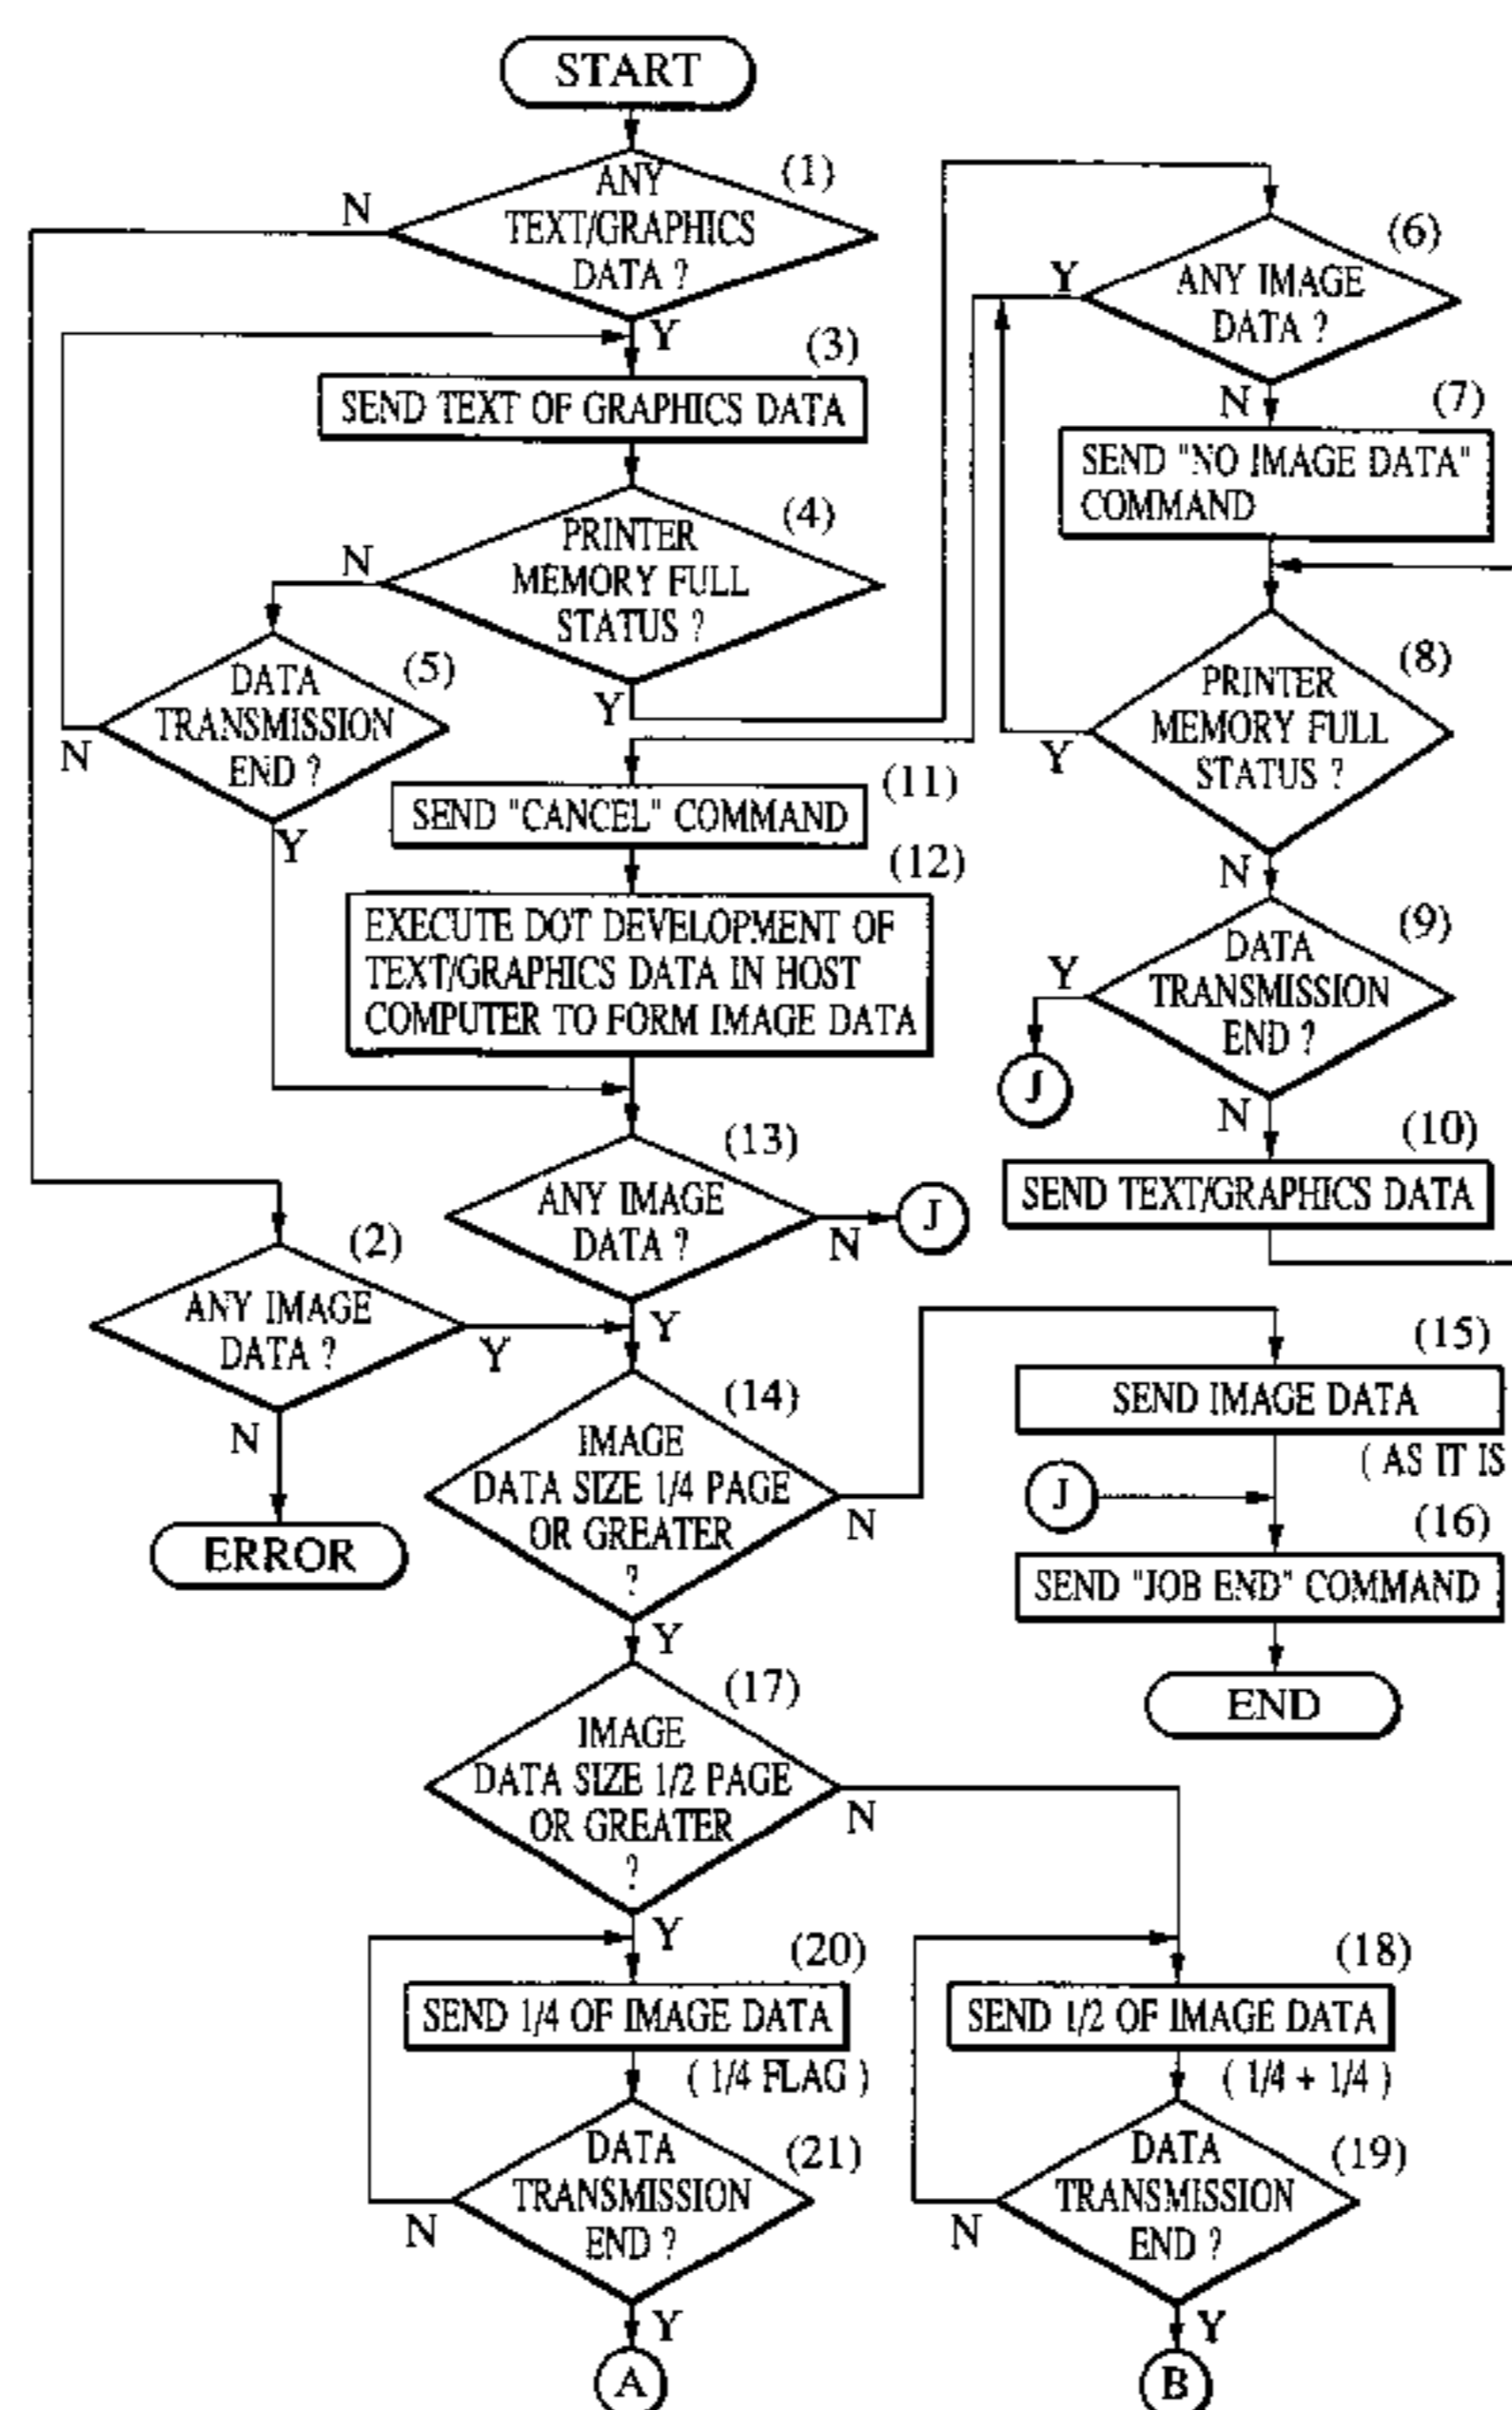 START
(1)
ANY
TEXT/GRAPHICS
DATA ?
N
Y
(3)
SEND TEXT OF GRAPHICS DATA
(4)
PRINTER
MEMORY FULL
STATUS ?
N
Y
(5)
DATA
TRANSMISSION
END ?
N
Y
(6)
ANY IMAGE
DATA ?
Y
N
(7)
SEND "NO IMAGE DATA"
COMMAND
(8)
PRINTER
MEMORY FULL
STATUS ?
Y
N
(9)
DATA
TRANSMISSION
END ?
Y
J
N
(10)
SEND TEXT/GRAPHICS DATA
(11)
SEND "CANCEL" COMMAND
(12)
EXECUTE DOT DEVELOPMENT OF
TEXT/GRAPHICS DATA IN HOST
COMPUTER TO FORM IMAGE DATA
(13)
ANY IMAGE
DATA ?
N
J
Y
(2)
ANY IMAGE
DATA ?
Y
N
ERROR
(14)
IMAGE
DATA SIZE 1/4 PAGE
OR GREATER
?
N
Y
(15)
SEND IMAGE DATA
( AS IT IS
J
(16)
SEND "JOB END" COMMAND
END
(17)
IMAGE
DATA SIZE 1/2 PAGE
OR GREATER
?
N
Y
(20)
SEND 1/4 OF IMAGE DATA
( 1/4 FLAG )
(21)
DATA
TRANSMISSION
END ?
N
Y
A
(18)
SEND 1/2 OF IMAGE DATA
( 1/4 + 1/4 )
(19)
DATA
TRANSMISSION
END ?
N
Y
B